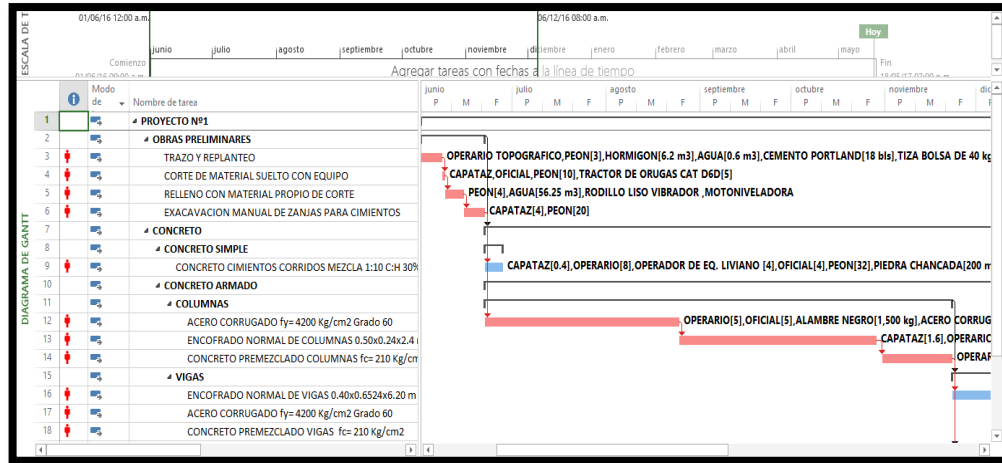 01/06/16 12:00 a.m.
06/12/16 08:00 a.m.
Hoy
junio julio agosto septiembre octubre noviembre diciembre enero febrero marzo abril mayo
Comienzo
01/06/16 09:00 a.m.
Agregar tareas con fechas a la línea de tiempo
Fin
18/05/17 07:00 p.m.
ESCALA DE T
DIAGRAMA DE GANTT
Modo de
Nombre de tarea
junio julio agosto septiembre octubre noviembre dic
P M F P M F P M F P M F P M F P M F P
1 PROYECTO Nº1
2 OBRAS PRELIMINARES
3 TRAZO Y REPLANTEO OPERARIO TOPOGRAFICO,PEON[3],HORMIGON[6.2 m3],AGUA[0.6 m3],CEMENTO PORTLAND[18 bls],TIZA BOLSA DE 40 kg
4 CORTE DE MATERIAL SUELTO CON EQUIPO CAPATAZ,OFICIAL,PEON[10],TRACTOR DE ORUGAS CAT D6D[5]
5 RELLENO CON MATERIAL PROPIO DE CORTE PEON[4],AGUA[56.25 m3],RODILLO LISO VIBRADOR ,MOTONIVELADORA
6 EXACAVACION MANUAL DE ZANJAS PARA CIMIENTOS CAPATAZ[4],PEON[20]
7 CONCRETO
8 CONCRETO SIMPLE
9 CONCRETO CIMIENTOS CORRIDOS MEZCLA 1:10 C:H 30% CAPATAZ[0.4],OPERARIO[8],OPERADOR DE EQ. LIVIANO [4],OFICIAL[4],PEON[32],PIEDRA CHANCADA[200 m
10 CONCRETO ARMADO
11 COLUMNAS
12 ACERO CORRUGADO fy= 4200 Kg/cm2 Grado 60 OPERARIO[5],OFICIAL[5],ALAMBRE NEGRO[1,500 kg],ACERO CORRUG
13 ENCOFRADO NORMAL DE COLUMNAS 0.50x0.24x2.4 CAPATAZ[1.6],OPERARIO
14 CONCRETO PREMEZCLADO COLUMNAS fc= 210 Kg/cm OPERAR
15 VIGAS
16 ENCOFRADO NORMAL DE VIGAS 0.40x0.6524x6.20 m
17 ACERO CORRUGADO fy= 4200 Kg/cm2 Grado 60
18 CONCRETO PREMEZCLADO VIGAS fc= 210 Kg/cm2